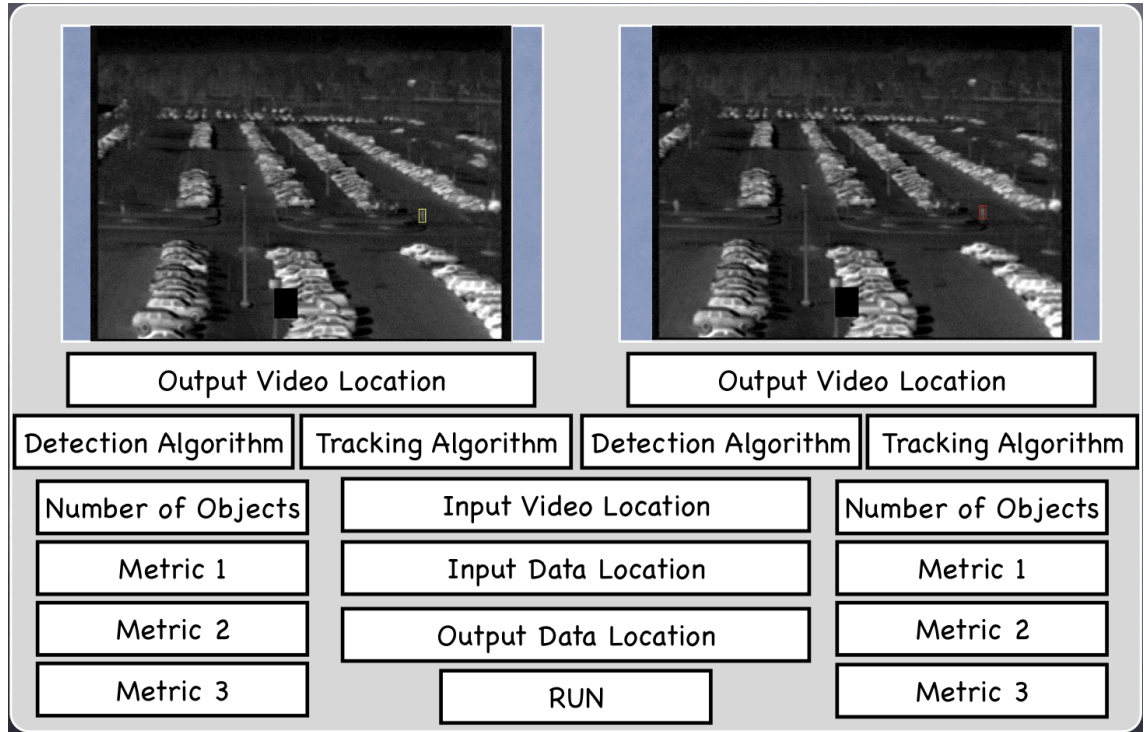 Output Video Location
Output Video Location
Detection Algorithm
Tracking Algorithm
Detection Algorithm
Tracking Algorithm
Number of Objects
Input Video Location
Number of Objects
Metric 1
Input Data Location
Metric 1
Metric 2
Output Data Location
Metric 2
Metric 3
RUN
Metric 3